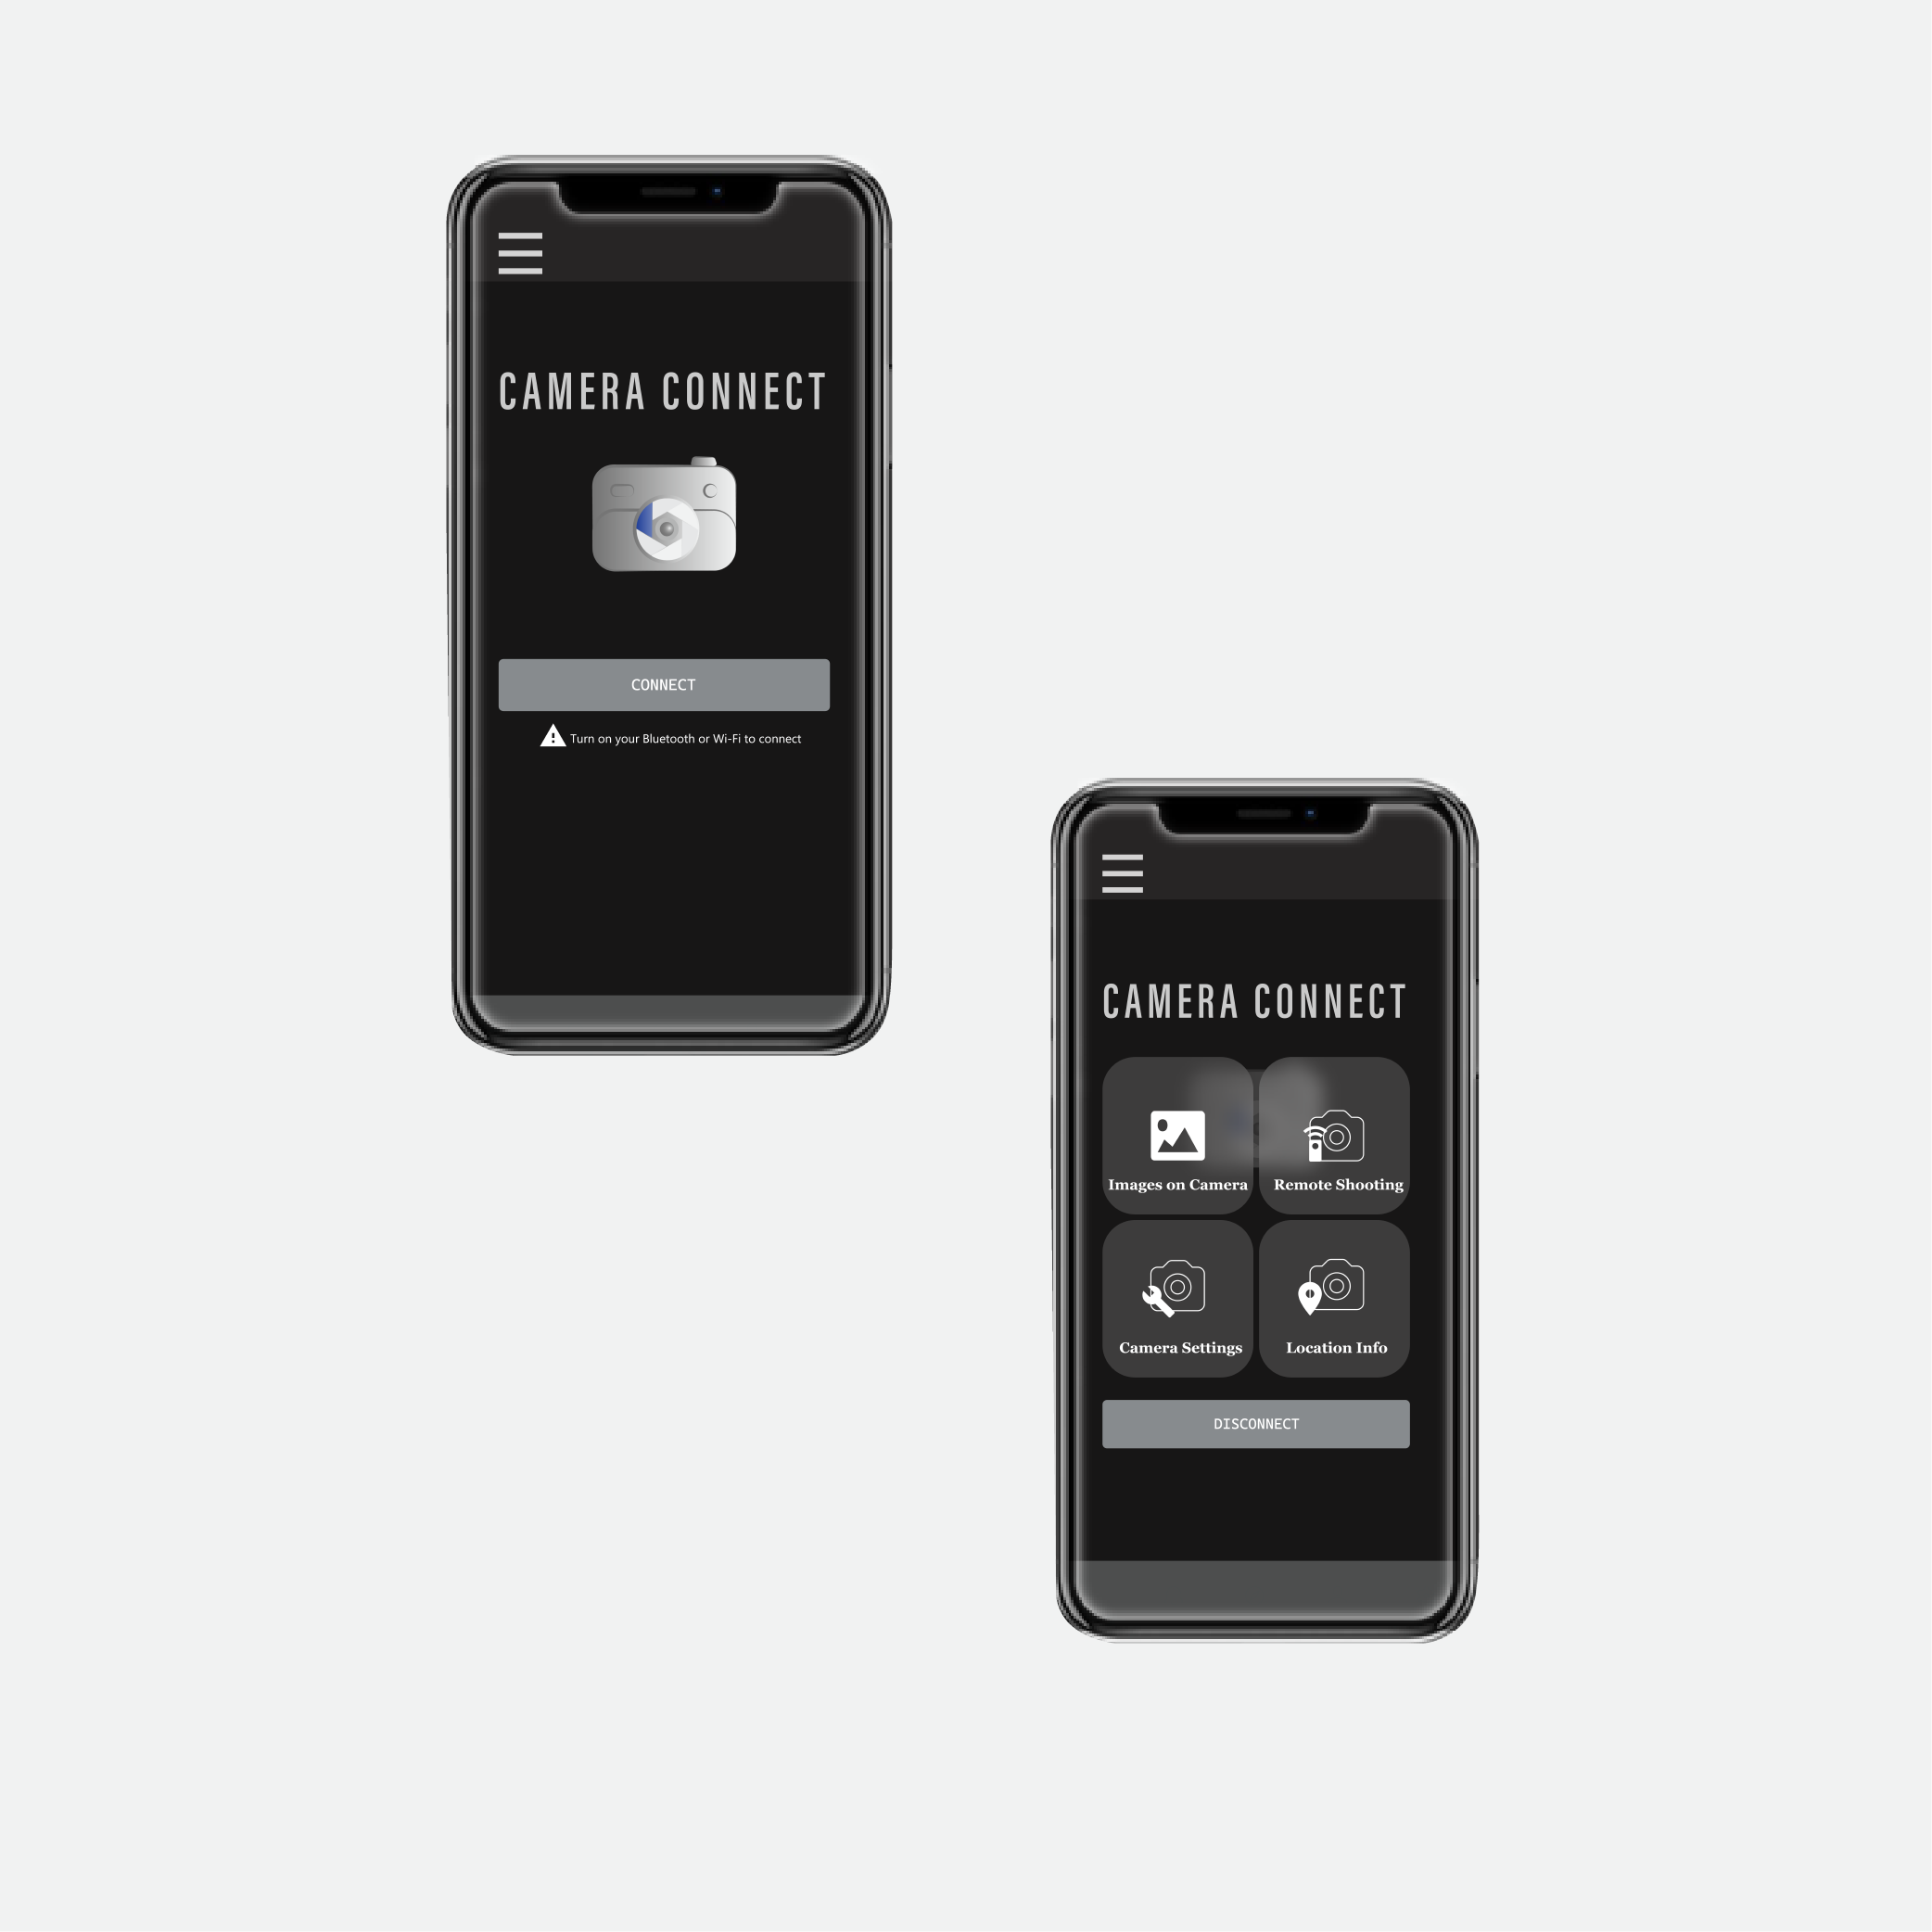 CAMERA CONNECT
CONNECT
Turn on your Bluetooth or Wi-Fi to connect
CAMERA CONNECT
Images on Camera
Remote Shooting
Camera Settings
Location Info
DISCONNECT